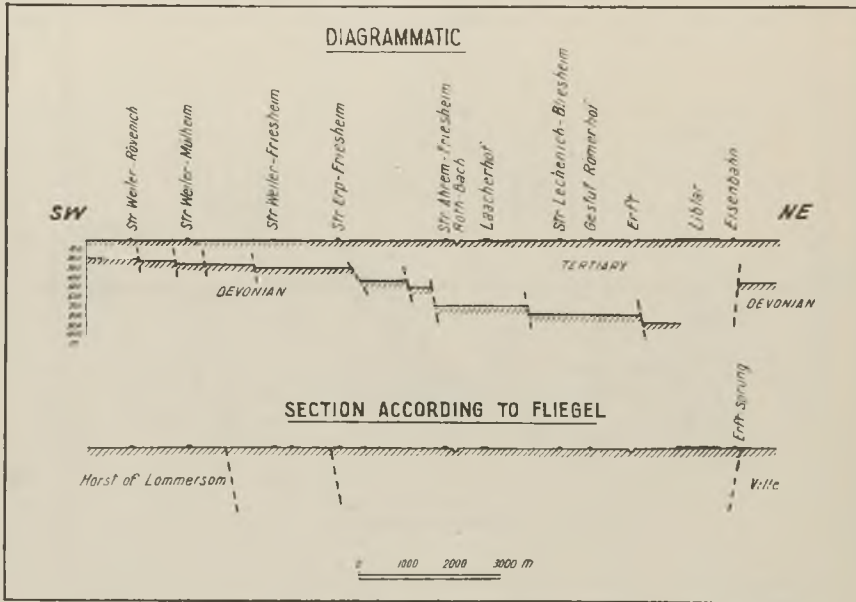 DIAGRAMMATIC
Str Weiler-Rövenich
Str Weiler-Mülheim
Str Weiler-Friesheim
Str Erp-Friesheim
Str Ahrem-Friesheim
Roth-Bach
Laacherhof
Str Lechenich-Bliesheim
Gestüt Römerhof
Erft
Liblar
Eisenbahn
SW
NE
TERTIARY
DEVONIAN
DEVONIAN
SECTION ACCORDING TO FLIEGEL
Erft Sprung
Horst of Lommersom
Ville
0 1000 2000 3000 m